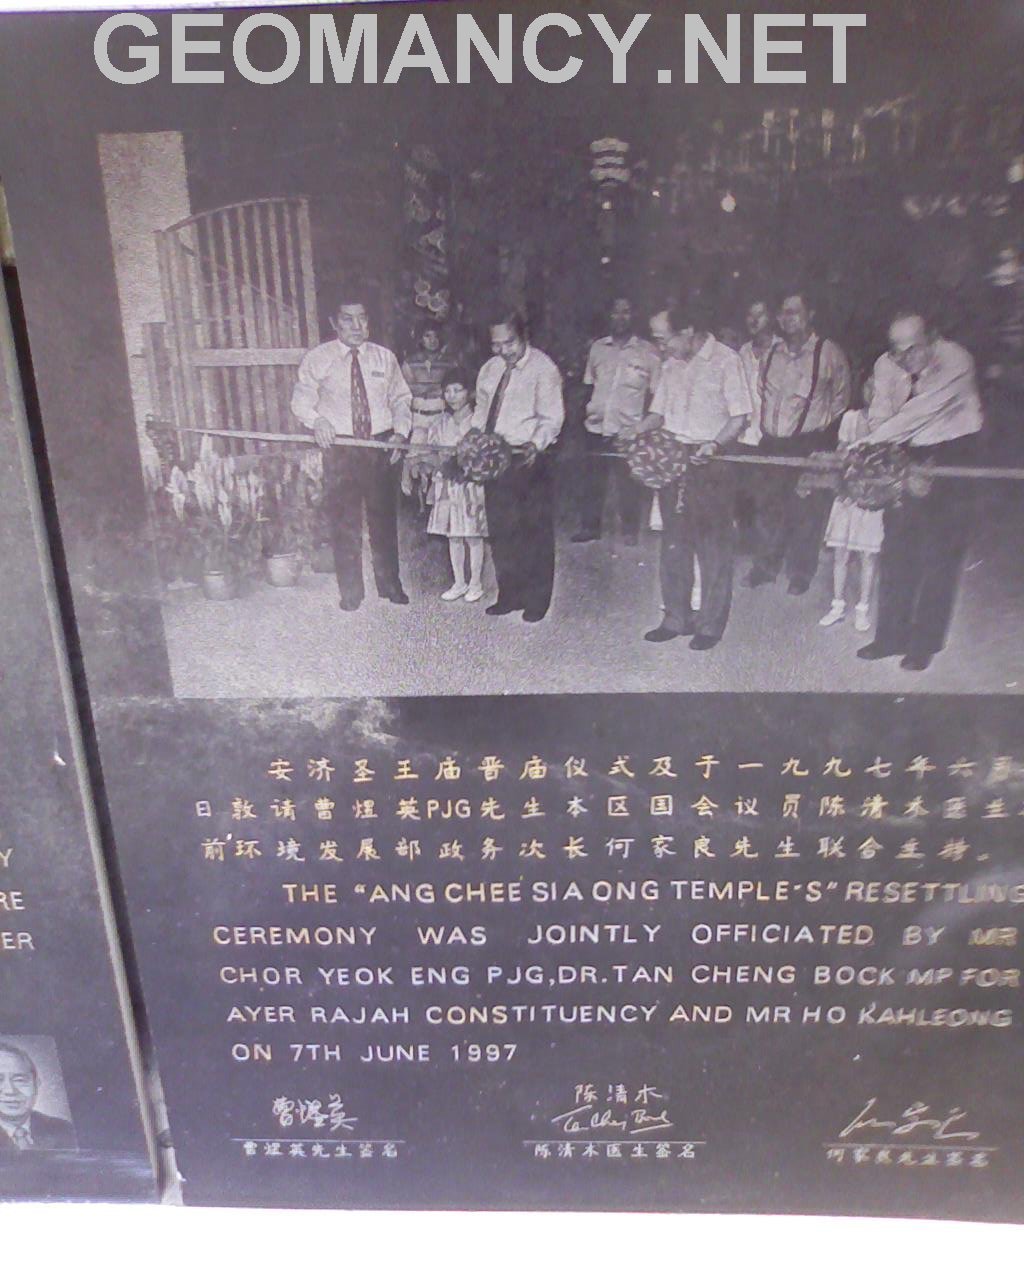 GEOMANCY.NET
安济圣王庙晋庙仪式及于一九九七年六月
日敦请曹煜英PJG先生本区国会议员陈清木医生
前环境发展部政务次长何家良先生联合主持。
THE "ANG CHEE SIA ONG TEMPLE'S" RESETTLING
CEREMONY WAS JOINTLY OFFICIATED BY MR
CHOR YEOK ENG PJG,DR.TAN CHENG BOCK MP FOR
AYER RAJAH CONSTITUENCY AND MR HO KAHLEONG
ON 7TH JUNE 1997
Y
RE
ER
曹煜英
陈清木
曹煜英先生签名
陈清木医生签名
何家良先生签名